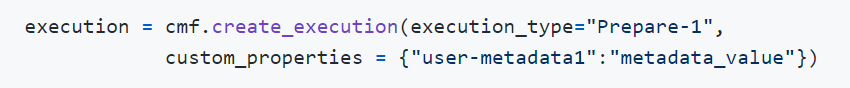 execution = cmf.create_execution(execution_type="Prepare-1",
custom_properties = {"user-metadata1":"metadata_value"})